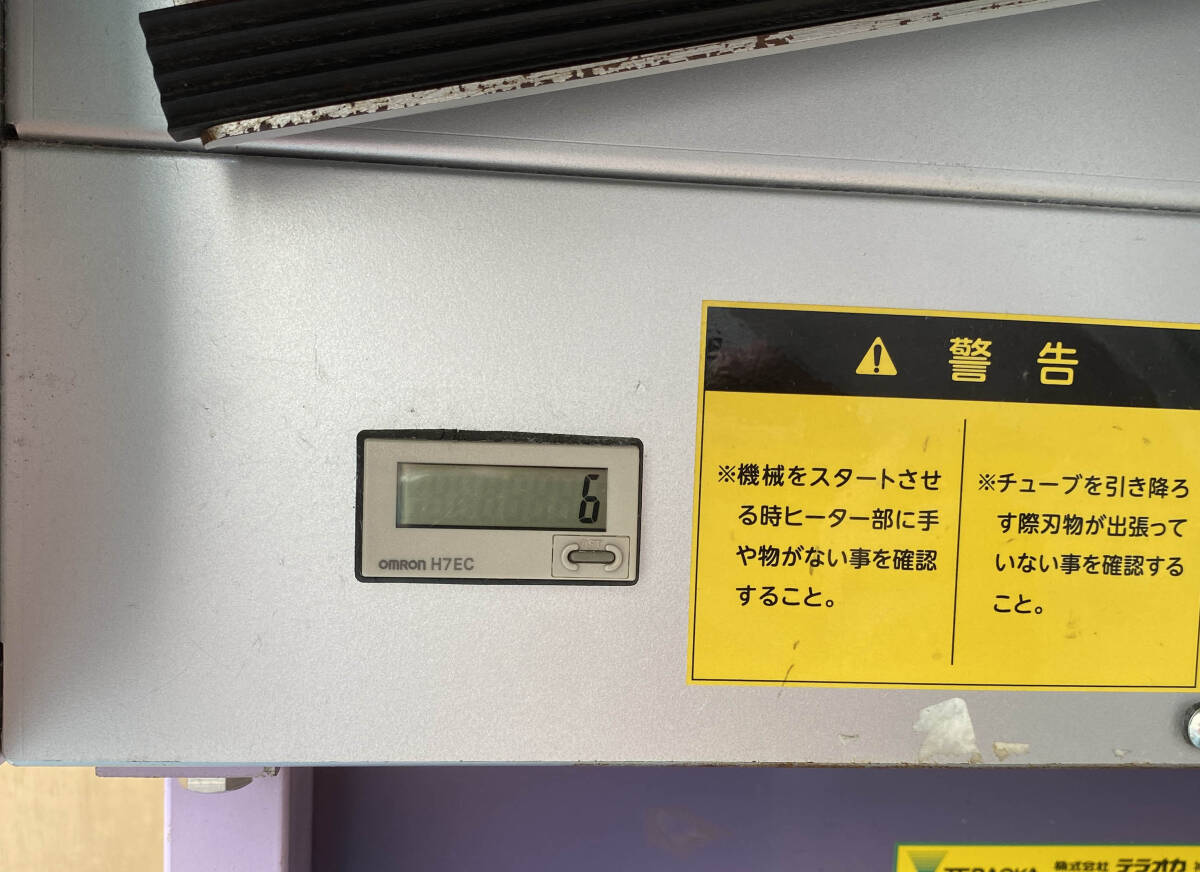 6
OMRON H7EC
警告
※機械をスタートさせ
る時ヒーター部に手
や物がない事を確認
すること。
※チューブを引き降ろ
す際刃物が出張って
いない事を確認する
こと。
TERAOKA 株式会社 テラオカ